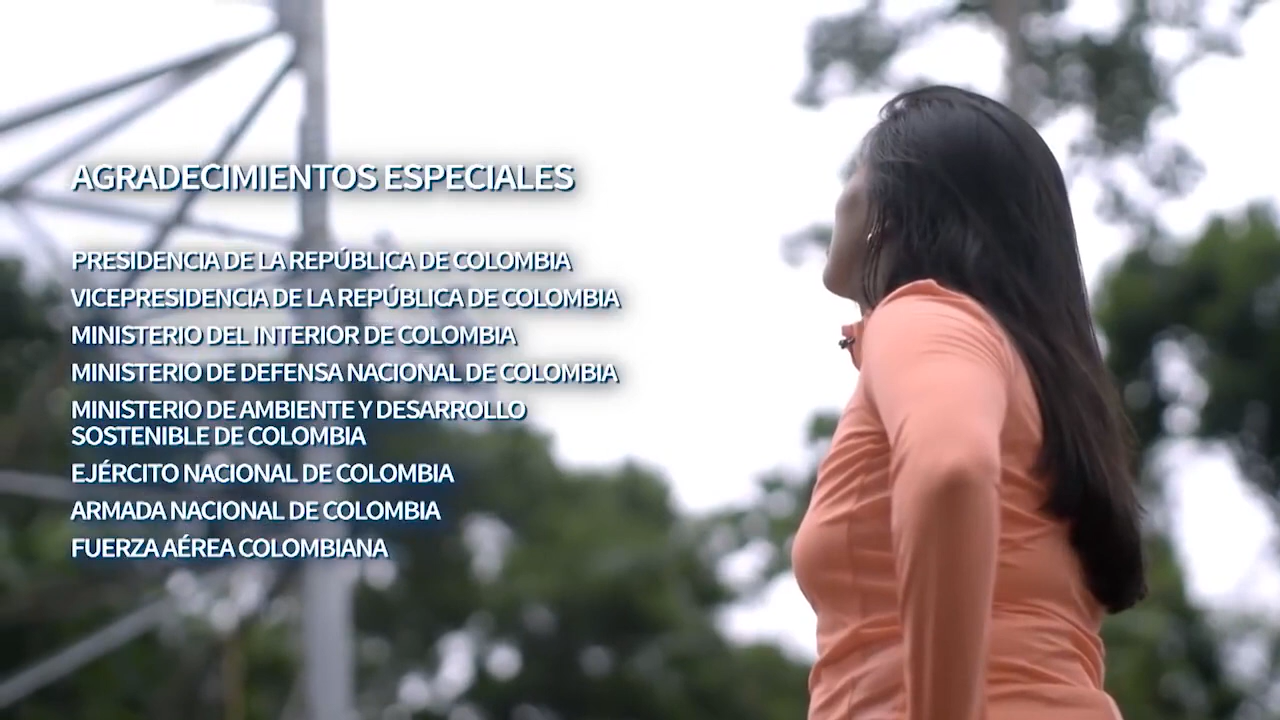 AGRADECIMIENTOS ESPECIALES
PRESIDENCIA DE LA REPÚBLICA DE COLOMBIA
VICEPRESIDENCIA DE LA REPÚBLICA DE COLOMBIA
MINISTERIO DEL INTERIOR DE COLOMBIA
MINISTERIO DE DEFENSA NACIONAL DE COLOMBIA
MINISTERIO DE AMBIENTE Y DESARROLLO
SOSTENIBLE DE COLOMBIA
EJÉRCITO NACIONAL DE COLOMBIA
ARMADA NACIONAL DE COLOMBIA
FUERZA AÉREA COLOMBIANA